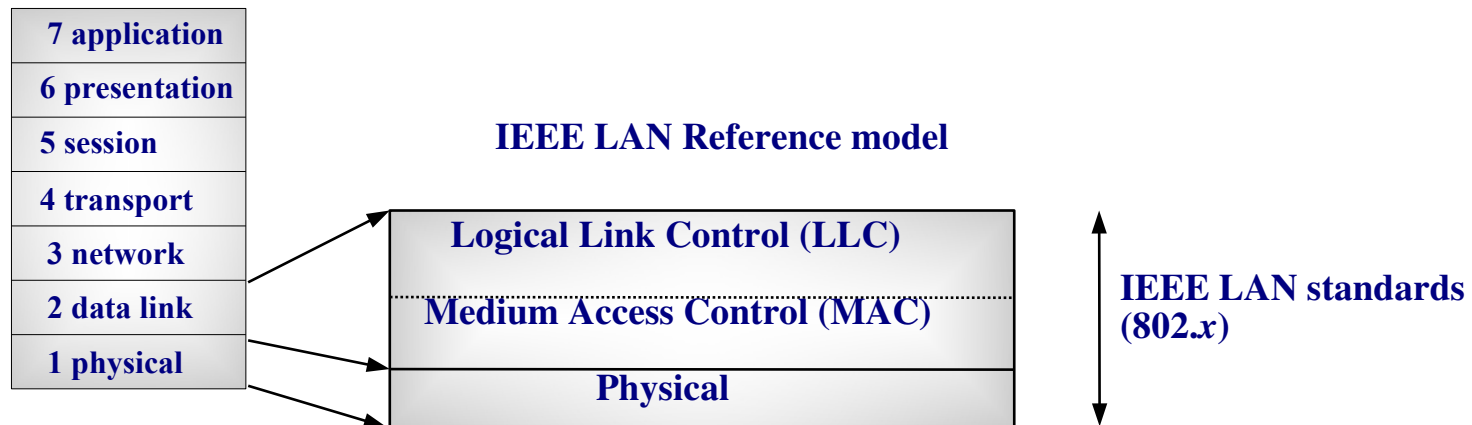 7 application
6 presentation
5 session
4 transport
3 network
2 data link
1 physical
IEEE LAN Reference model
Logical Link Control (LLC)
Medium Access Control (MAC)
Physical
IEEE LAN standards
(802.x)